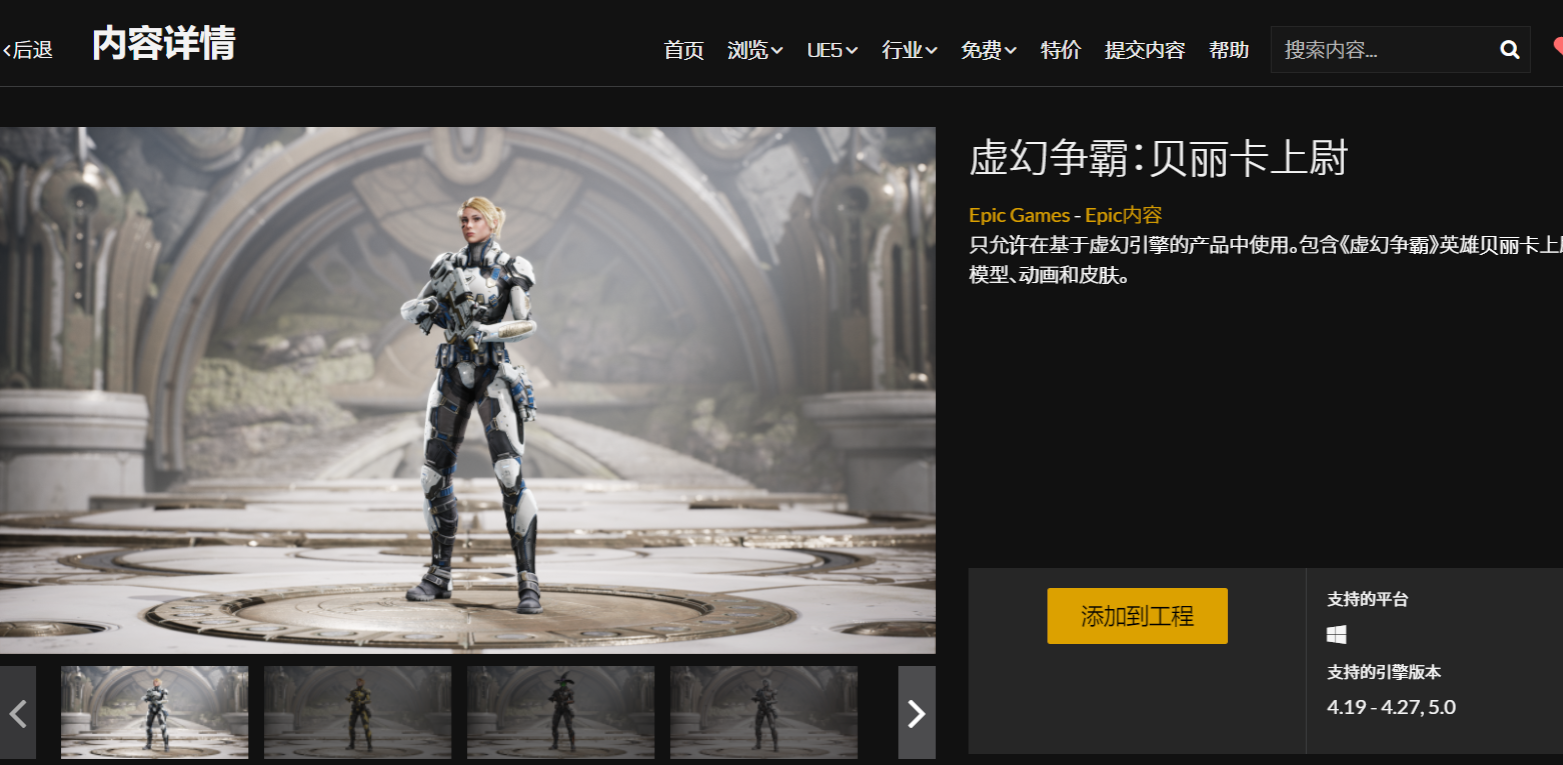 后退
内容详情
首页 浏览 UE5 行业 免费 特价 提交内容 帮助 搜索内容...
虚幻争霸：贝丽卡上尉
Epic Games - Epic内容
只允许在基于虚幻引擎的产品中使用。包含《虚幻争霸》英雄贝丽卡上
模型、动画和皮肤。
添加到工程
支持的平台
支持的引擎版本
4.19 - 4.27, 5.0